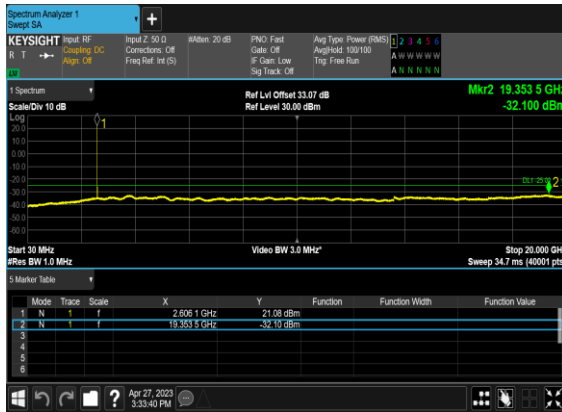 Spectrum Analyzer 1
Swept SA
+
KEYSIGHT
R T
LXI
Input: RF
Coupling: DC
Align: Off
Input Z: 50 Ω
Corrections: Off
Freq Ref: Int (S)
#Atten: 20 dB
PNO: Fast
Gate: Off
IF Gain: Low
Sig Track: Off
Avg Type: Power (RMS)
Avg|Hold: 100/100
Trig: Free Run
1 2 3 4 5 6
A W W W W W
A N N N N N
1 Spectrum
Scale/Div 10 dB
Ref Lvl Offset 33.07 dB
Ref Level 30.00 dBm
Mkr2 19.353 5 GHz
-32.100 dBm
Log
20.0
10.0
0.00
-10.0
-20.0
-30.0
-40.0
-50.0
-60.0
1
DL1 -25.00
2
Start 30 MHz
#Res BW 1.0 MHz
Video BW 3.0 MHz*
Stop 20.000 GH
Sweep 34.7 ms (40001 pts
5 Marker Table
Mode Trace Scale X Y Function Function Width Function Value
1 N 1 f 2.606 1 GHz 21.08 dBm
2 N 1 f 19.353 5 GHz -32.10 dBm
3
4
5
6
?
Apr 27, 2023
3:33:40 PM